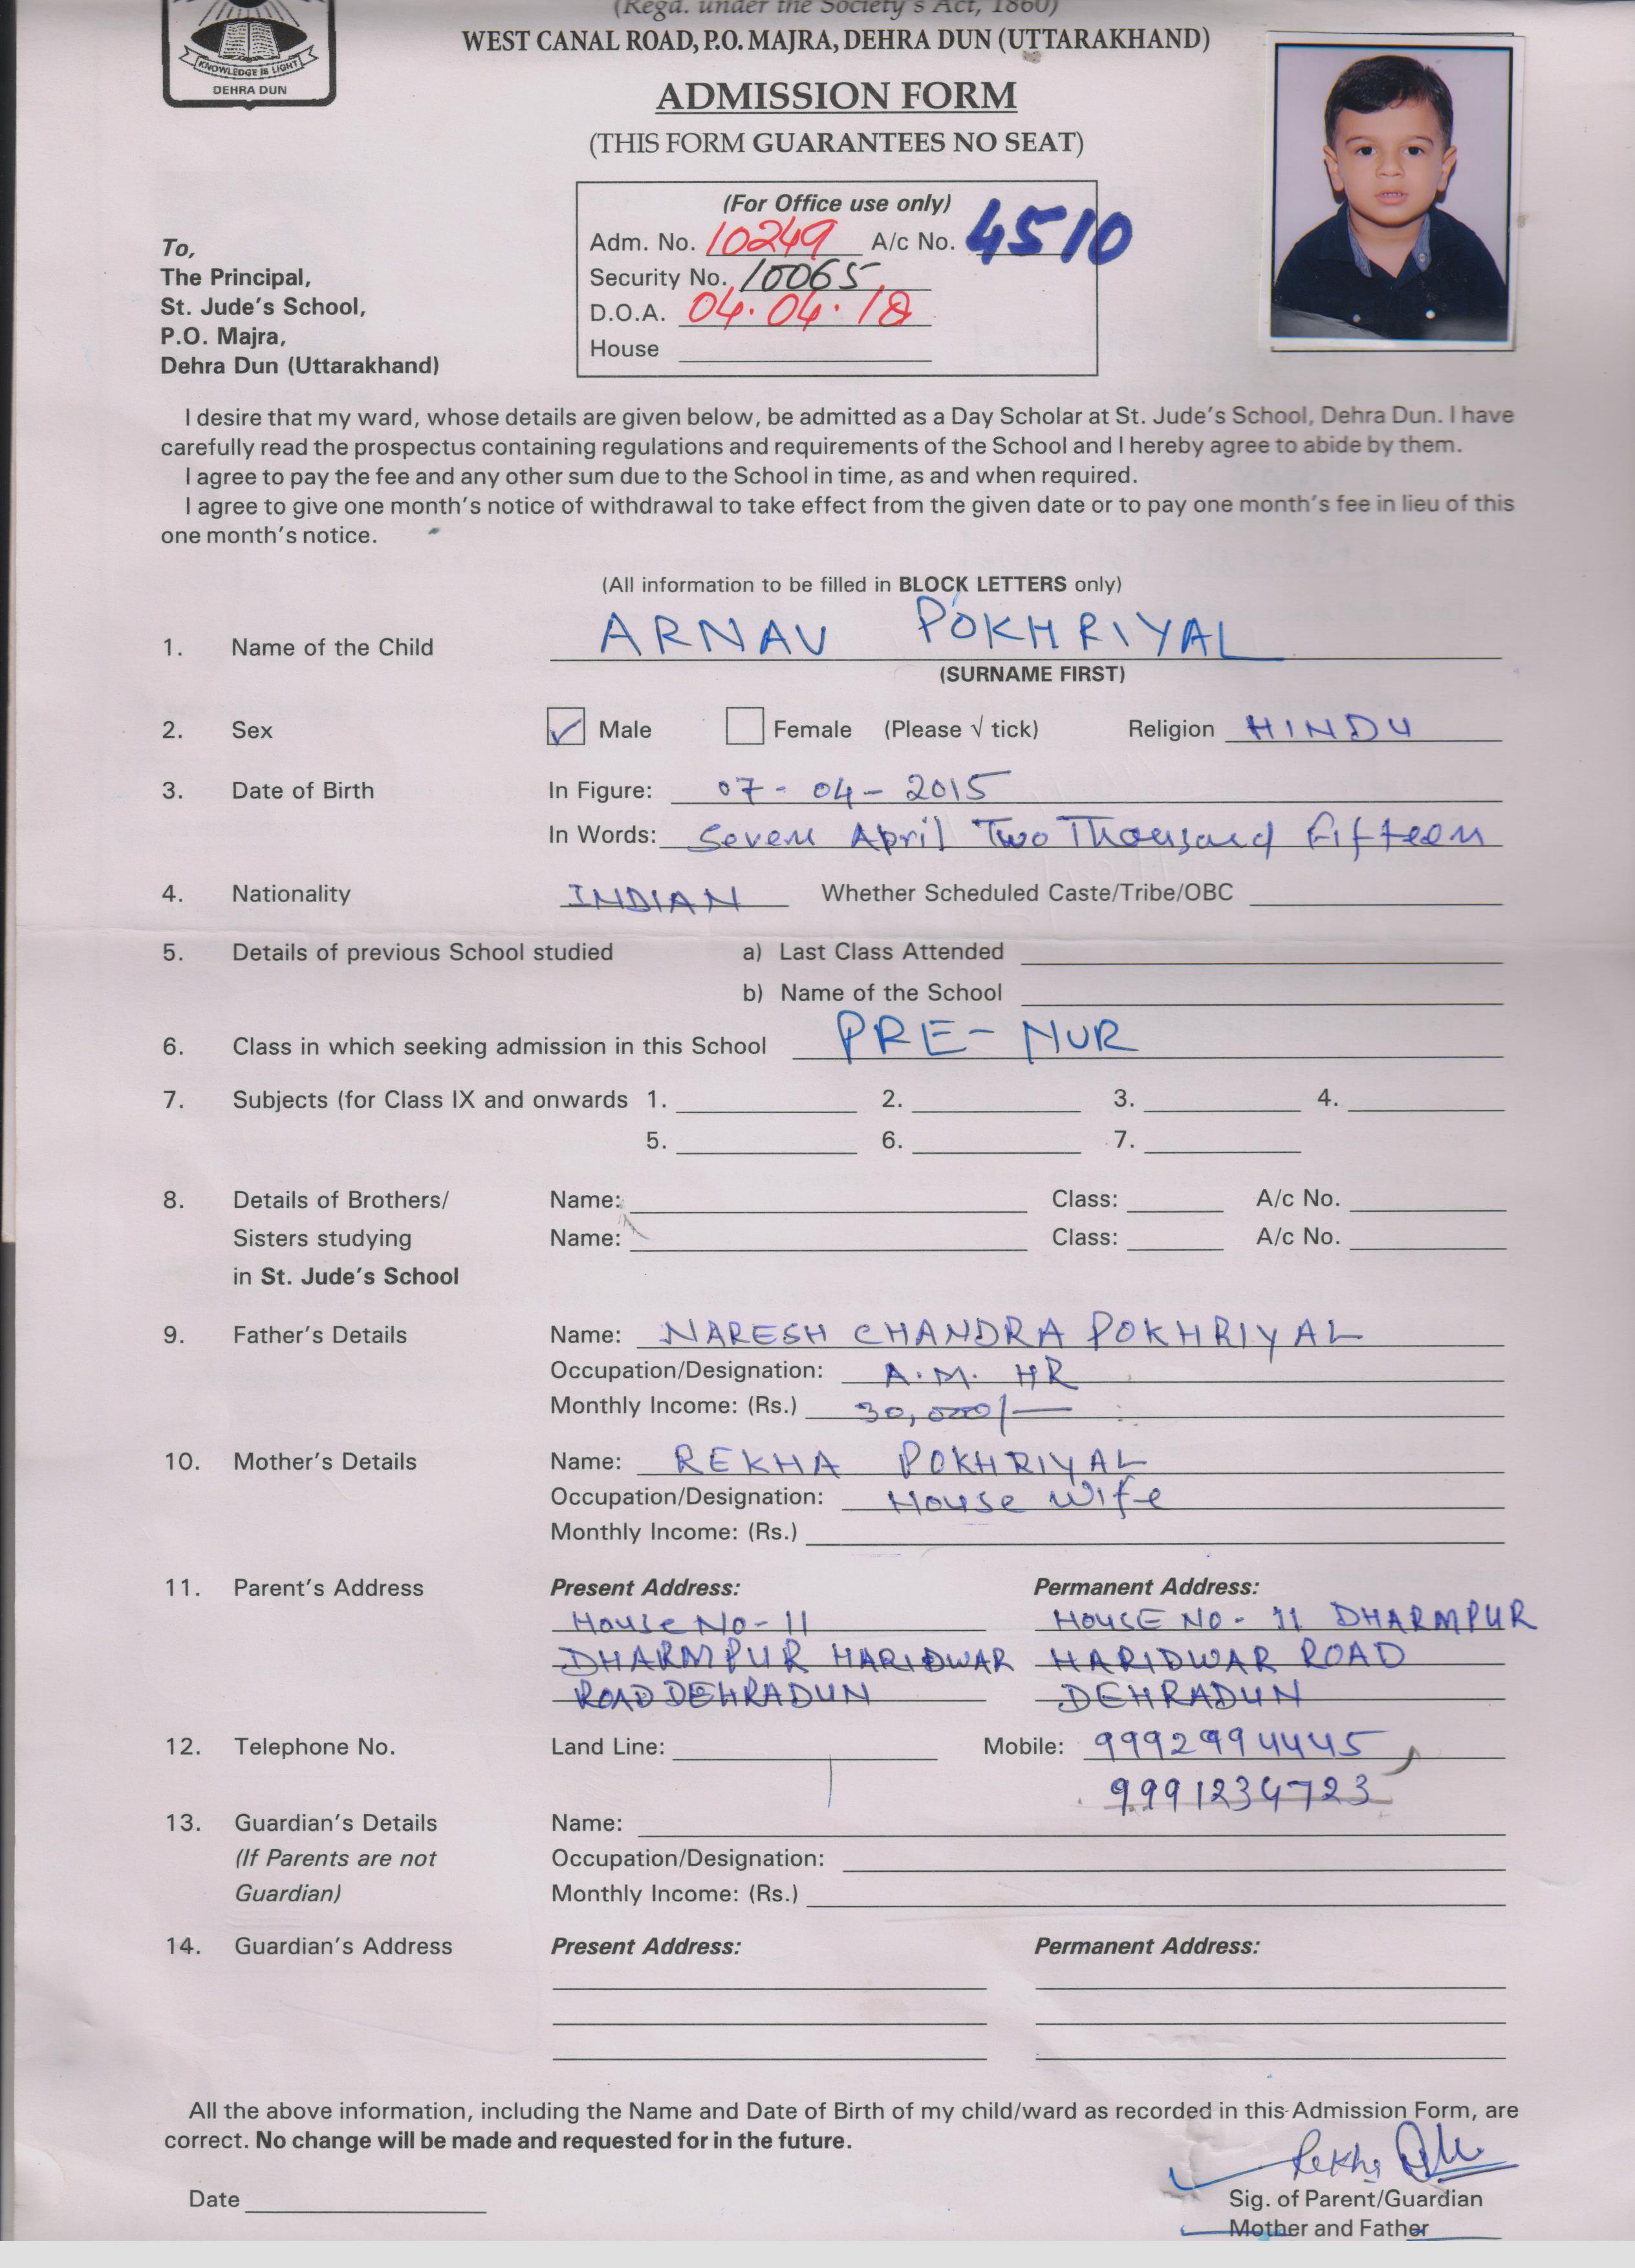 (Regd. under the Society's Act, 1860)
WEST CANAL ROAD, P.O. MAJRA, DEHRA DUN (UTTARAKHAND)
KNOWLEDGE IS LIGHT
DEHRA DUN
ADMISSION FORM
(THIS FORM GUARANTEES NO SEAT)
(For Office use only)
Adm. No. 10249 A/c No. 4510
Security No. 10065
D.O.A. 04.04.18
House
To,
The Principal,
St. Jude's School,
P.O. Majra,
Dehra Dun (Uttarakhand)
I desire that my ward, whose details are given below, be admitted as a Day Scholar at St. Jude's School, Dehra Dun. I have
carefully read the prospectus containing regulations and requirements of the School and I hereby agree to abide by them.
I agree to pay the fee and any other sum due to the School in time, as and when required.
I agree to give one month's notice of withdrawal to take effect from the given date or to pay one month's fee in lieu of this
one month's notice.
(All information to be filled in BLOCK LETTERS only)
1. Name of the Child ARNAV POKHRIYAL
(SURNAME FIRST)
2. Sex Male Female (Please √ tick) Religion HINDU
3. Date of Birth In Figure: 07-04-2015
In Words: Seven April Two Thousand Fifteen
4. Nationality INDIAN Whether Scheduled Caste/Tribe/OBC
5. Details of previous School studied a) Last Class Attended
b) Name of the School
6. Class in which seeking admission in this School PRE-NUR
7. Subjects (for Class IX and onwards 1. 2. 3. 4.
5. 6. 7.
8. Details of Brothers/ Name: Class: A/c No.
Sisters studying Name: Class: A/c No.
in St. Jude's School
9. Father's Details Name: NARESH CHANDRA POKHRIYAL
Occupation/Designation: A.M. HR
Monthly Income: (Rs.) 30,000/-
10. Mother's Details Name: REKHA POKHRIYAL
Occupation/Designation: House Wife
Monthly Income: (Rs.)
11. Parent's Address Present Address: Permanent Address:
House No-11 HOUSE NO- 11 DHARMPUR
DHARMPUR HARIDWAR HARIDWAR ROAD
ROAD DEHRADUN DEHRADUN
12. Telephone No. Land Line: Mobile: 9992994445,
9991234723
13. Guardian's Details Name:
(If Parents are not Occupation/Designation:
Guardian) Monthly Income: (Rs.)
14. Guardian's Address Present Address: Permanent Address:
All the above information, including the Name and Date of Birth of my child/ward as recorded in this Admission Form, are
correct. No change will be made and requested for in the future.
Rekha
Date Sig. of Parent/Guardian
Mother and Father